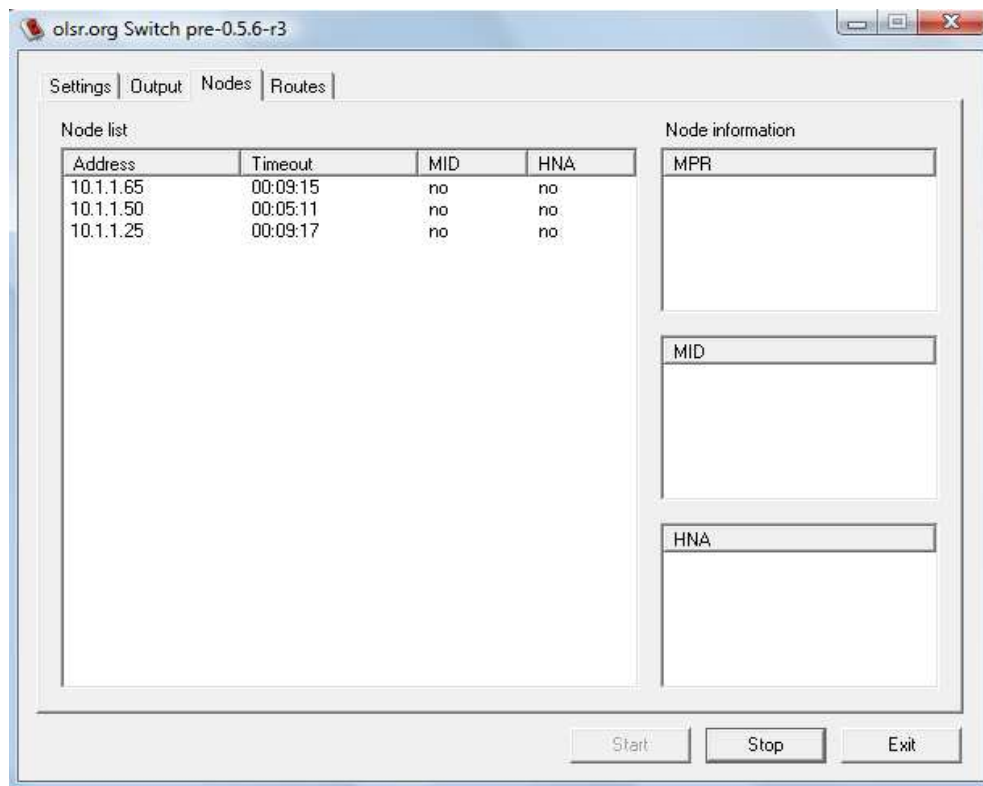 olsr.org Switch pre-0.5.6-r3
Settings Output Nodes Routes
Node list
Address Timeout MID HNA
10.1.1.65 00:09:15 no no
10.1.1.50 00:05:11 no no
10.1.1.25 00:09:17 no no
Node information
MPR
MID
HNA
Start Stop Exit